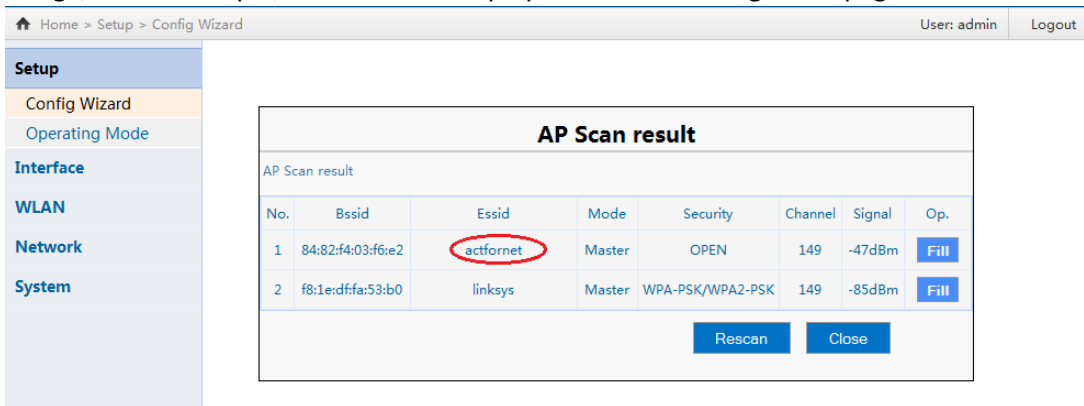 Home > Setup > Config Wizard
User: admin
Logout
Setup
Config Wizard
Operating Mode
Interface
WLAN
Network
System
AP Scan result
AP Scan result
No. Bssid Essid Mode Security Channel Signal Op.
1 84:82:f4:03:f6:e2 actfornet Master OPEN 149 -47dBm Fill
2 f8:1e:df:fa:53:b0 linksys Master WPA-PSK/WPA2-PSK 149 -85dBm Fill
Rescan Close